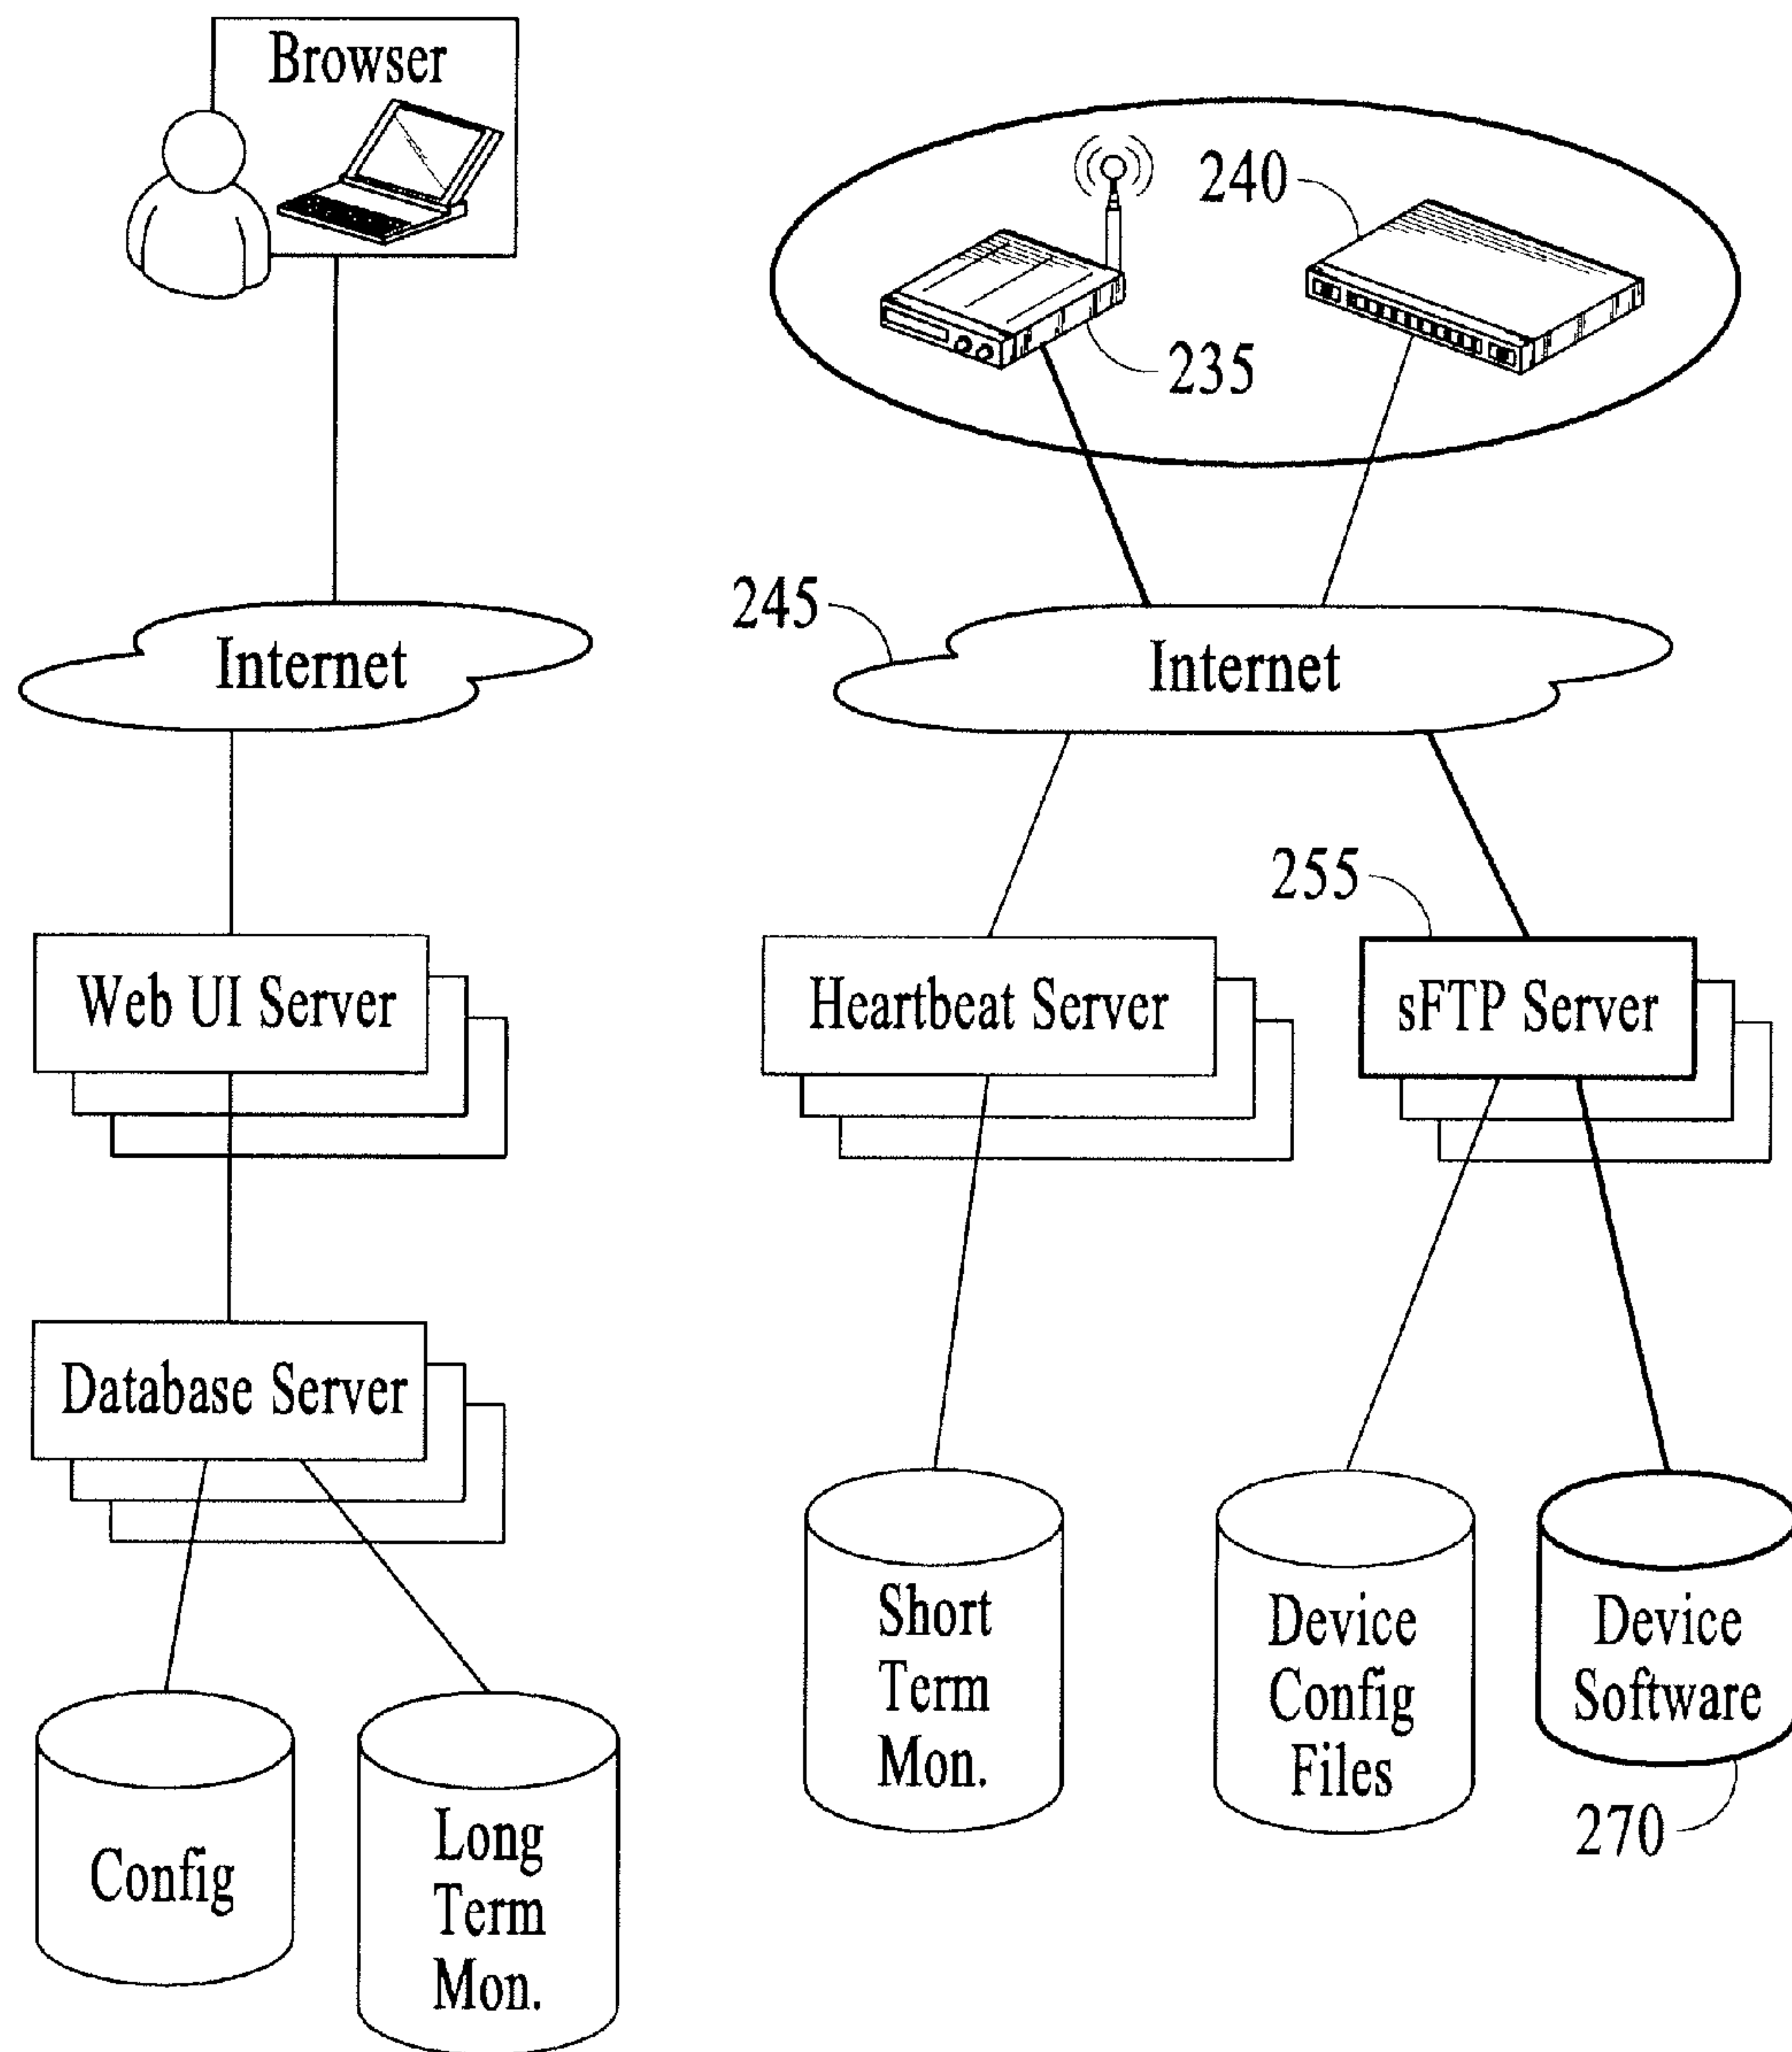 Browser
240
235
245
Internet
Internet
255
Web UI Server
Heartbeat Server
sFTP Server
Database Server
Short
Term
Mon.
Device
Config
Files
Device
Software
270
Config
Long
Term
Mon.